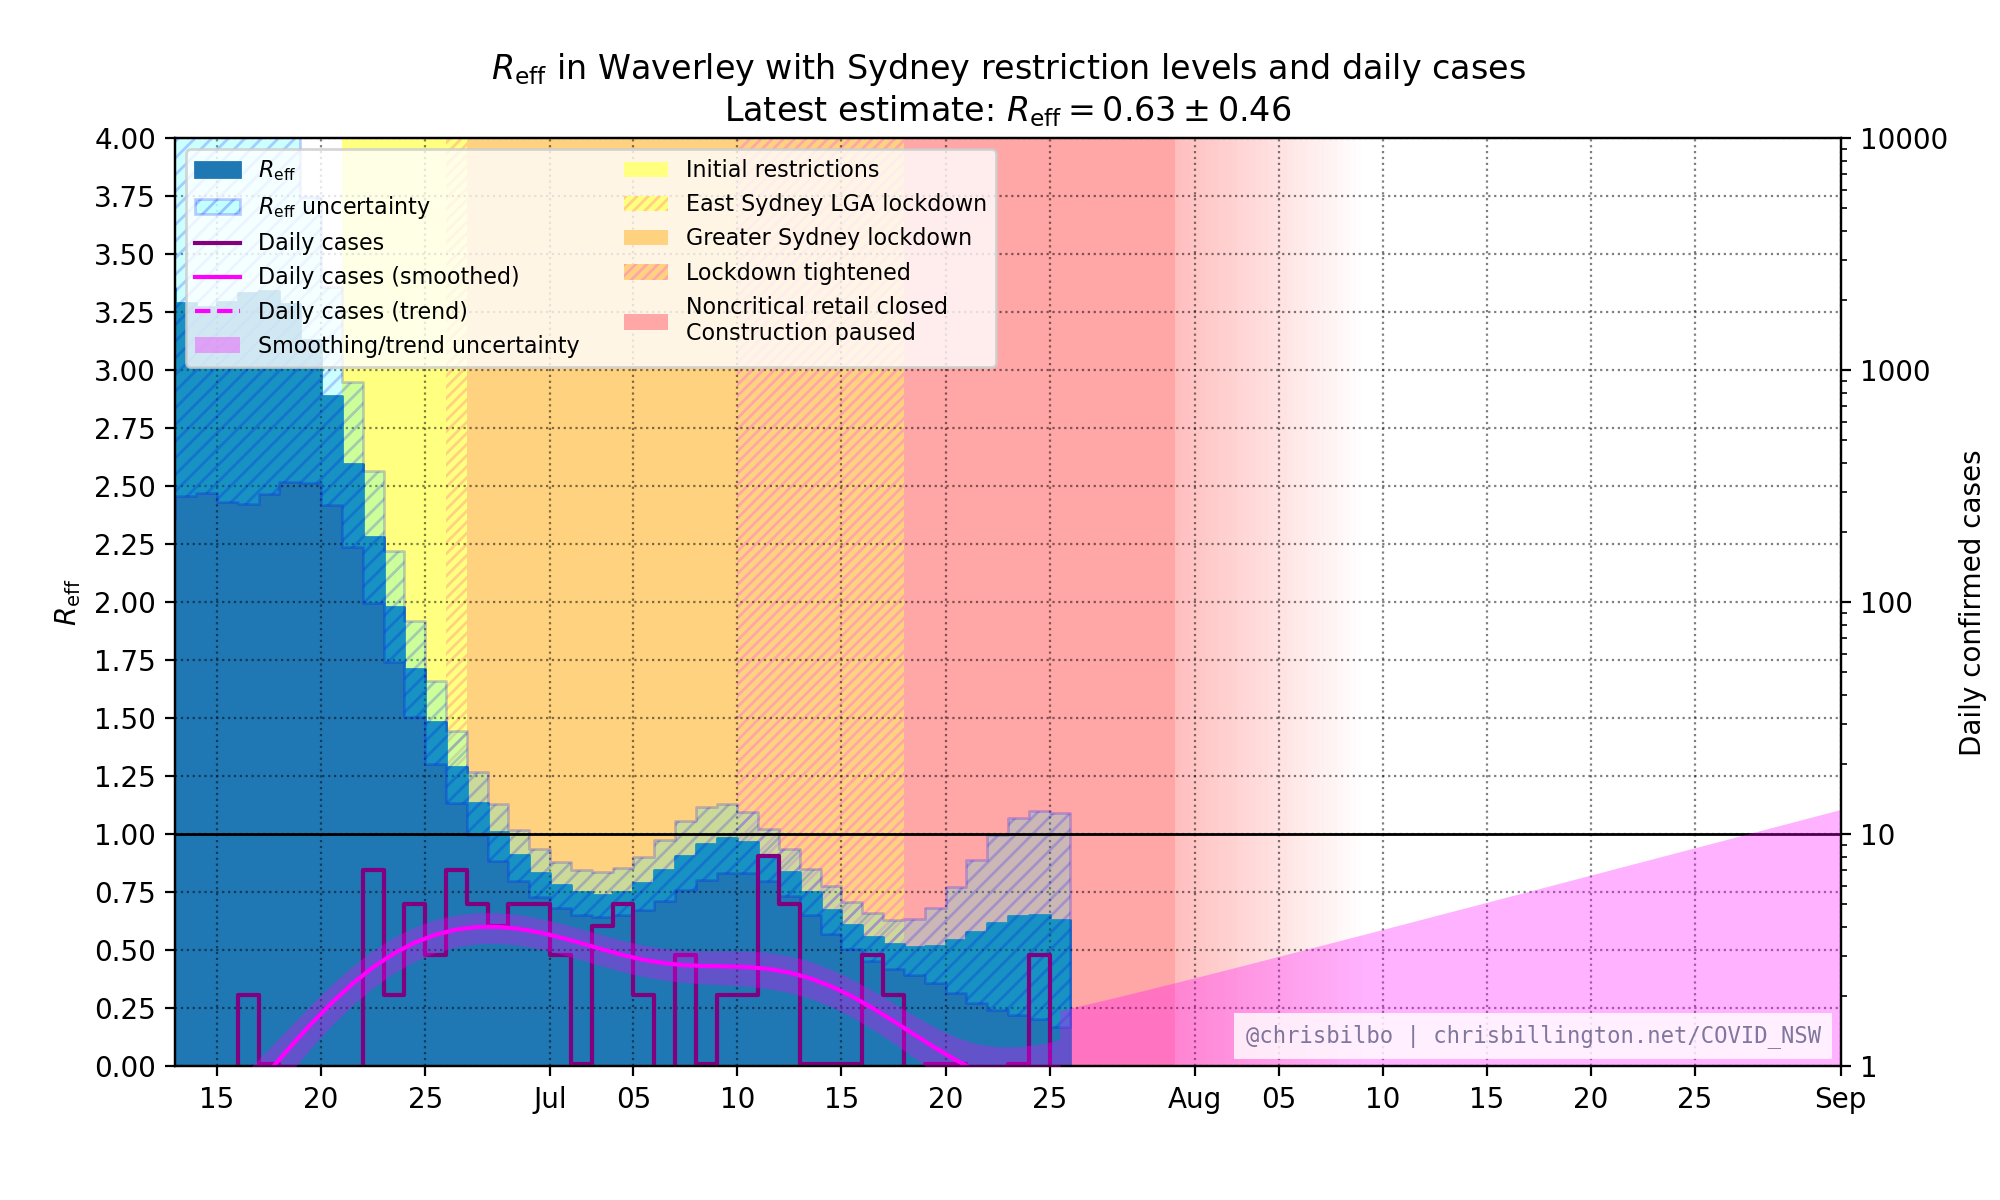 R_eff in Waverley with Sydney restriction levels and daily cases
Latest estimate: R_eff = 0.63 ± 0.46
R_eff
R_eff uncertainty
Daily cases
Daily cases (smoothed)
Daily cases (trend)
Smoothing/trend uncertainty
Initial restrictions
East Sydney LGA lockdown
Greater Sydney lockdown
Lockdown tightened
Noncritical retail closed
Construction paused
4.00
3.75
3.50
3.25
3.00
2.75
2.50
2.25
2.00
1.75
1.50
1.25
1.00
0.75
0.50
0.25
0.00
R_eff
10000
1000
100
10
1
Daily confirmed cases
@chrisbilbo | chrisbillington.net/COVID_NSW
15 20 25 Jul 05 10 15 20 25 Aug 05 10 15 20 25 Sep